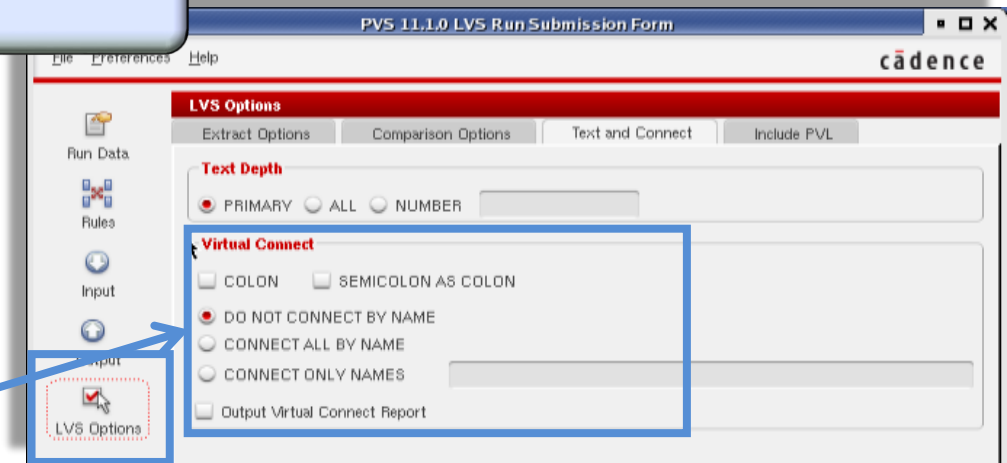 PVS 11.1.0 LVS Run Submission Form
File Preferences Help
cādence
Run Data
Rules
Input
Output
LVS Options
LVS Options
Extract Options Comparison Options Text and Connect Include PVL
Text Depth
PRIMARY ALL NUMBER
Virtual Connect
COLON SEMICOLON AS COLON
DO NOT CONNECT BY NAME
CONNECT ALL BY NAME
CONNECT ONLY NAMES
Output Virtual Connect Report